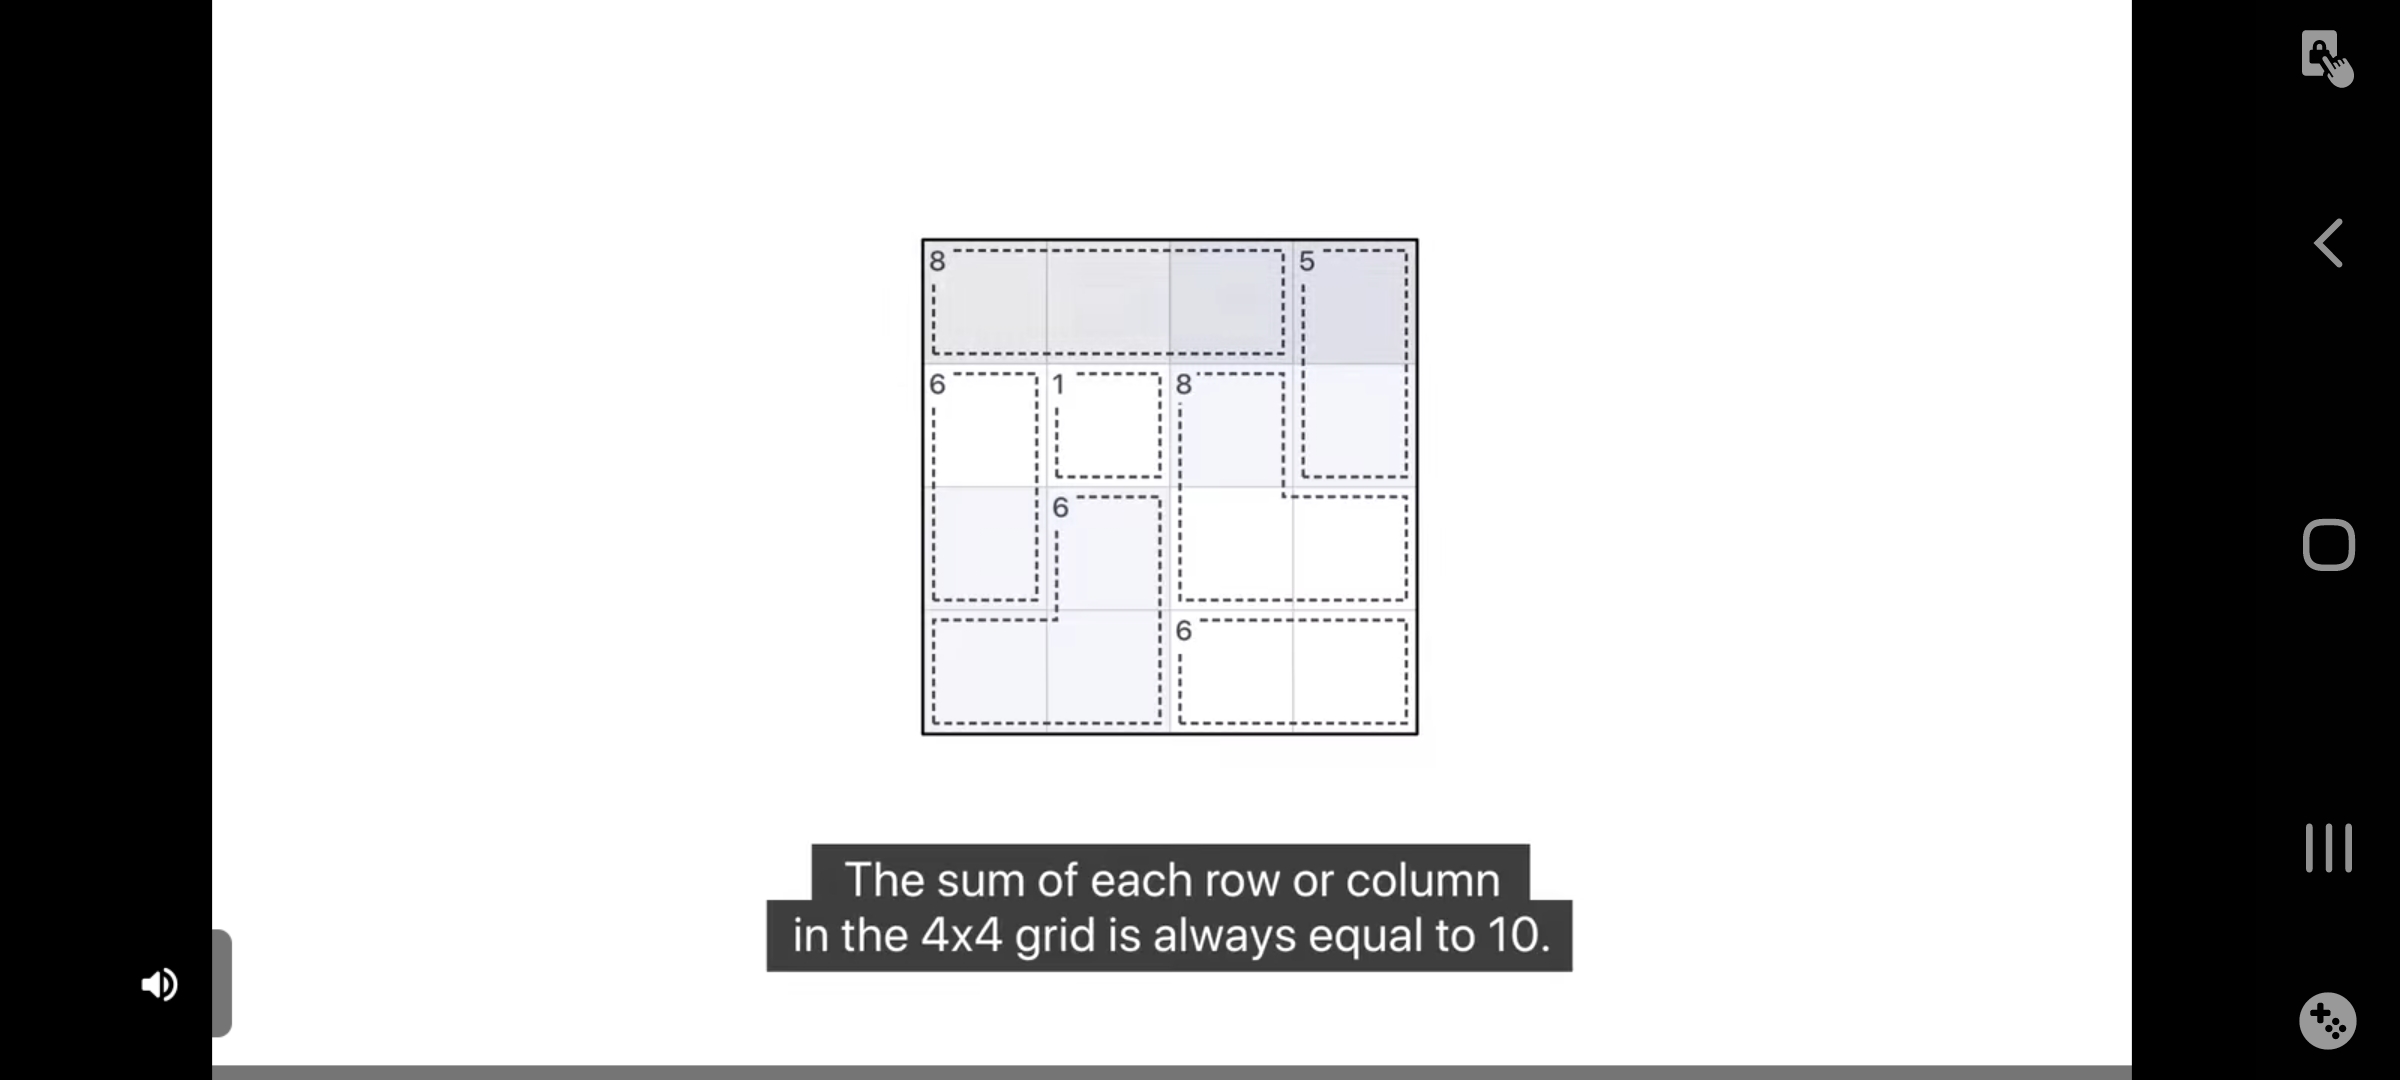 8 5
6 1 8
6
6
The sum of each row or column
in the 4x4 grid is always equal to 10.